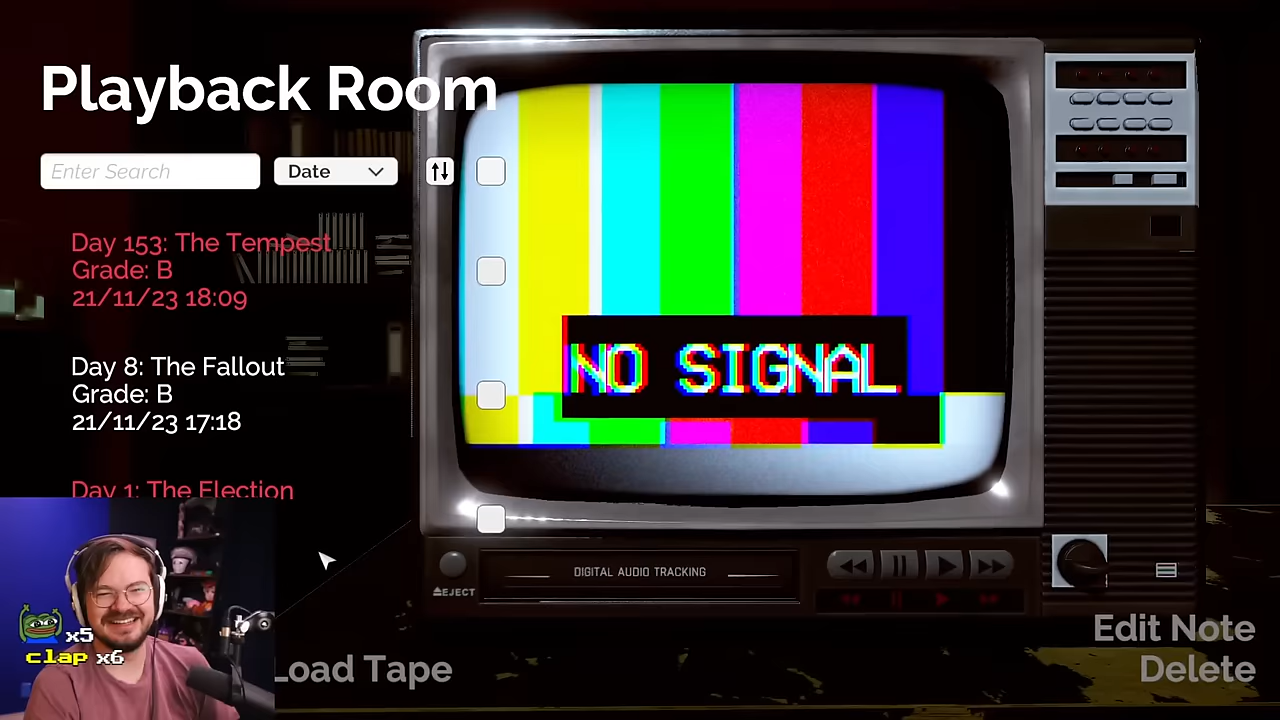 Playback Room
Enter Search
Date
Day 153: The Tempest
Grade: B
21/11/23 18:09
Day 8: The Fallout
Grade: B
21/11/23 17:18
Day 1: The Election
NO SIGNAL
DIGITAL AUDIO TRACKING
EJECT
x5
clap x6
Load Tape
Edit Note
Delete